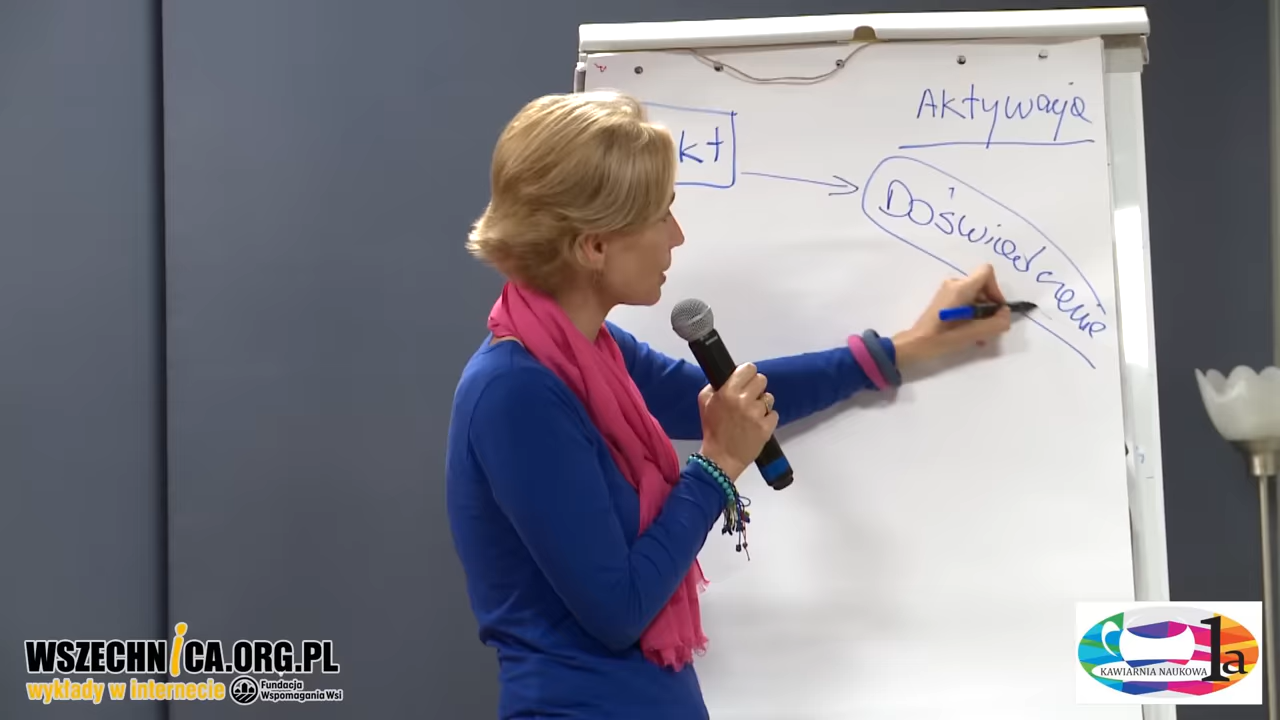 Aktywacja
kt
Doświadczenie
WSZECHNICA.ORG.PL
wykłady w internecie
Fundacja
Wspomagania Wsi
KAWIARNIA NAUKOWA 1a